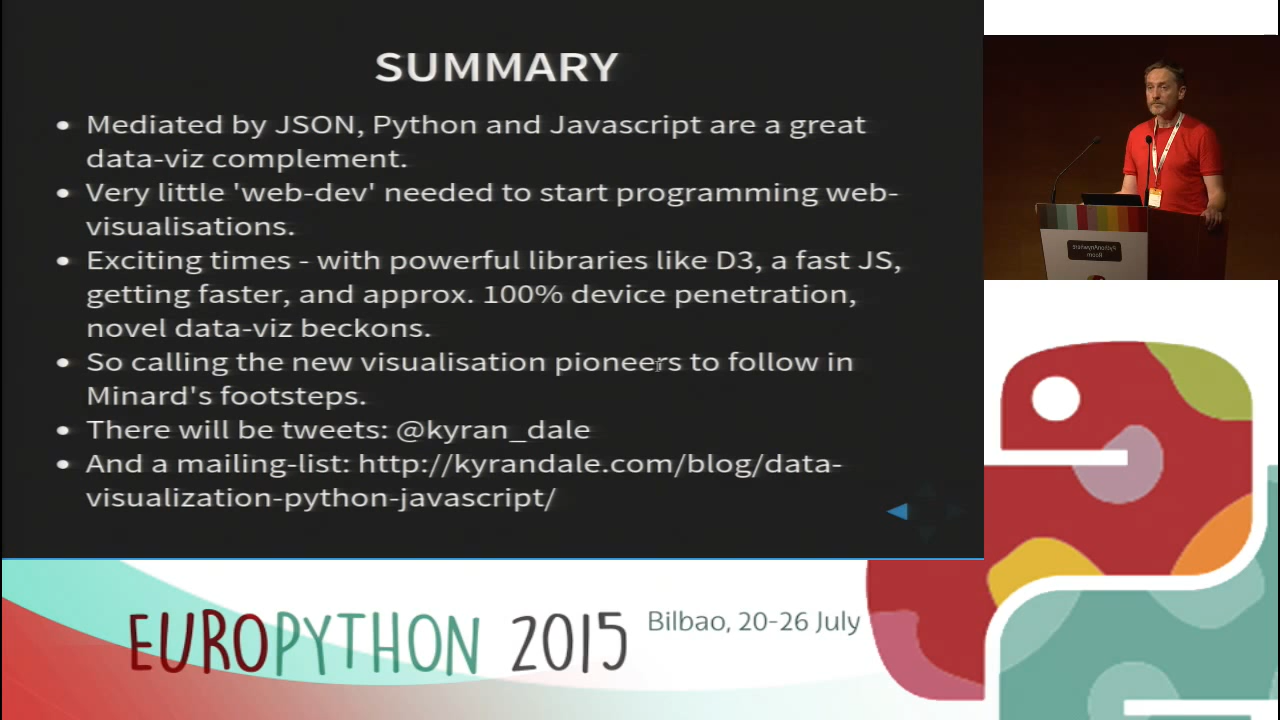 SUMMARY
Mediated by JSON, Python and Javascript are a great
data-viz complement.
Very little 'web-dev' needed to start programming web-
visualisations.
Exciting times - with powerful libraries like D3, a fast JS,
getting faster, and approx. 100% device penetration,
novel data-viz beckons.
So calling the new visualisation pioneers to follow in
Minard's footsteps.
There will be tweets: @kyran_dale
And a mailing-list: http://kyrandale.com/blog/data-
visualization-python-javascript/
PythonAnywhere
Room
EUROPYTHON 2015
Bilbao, 20-26 July